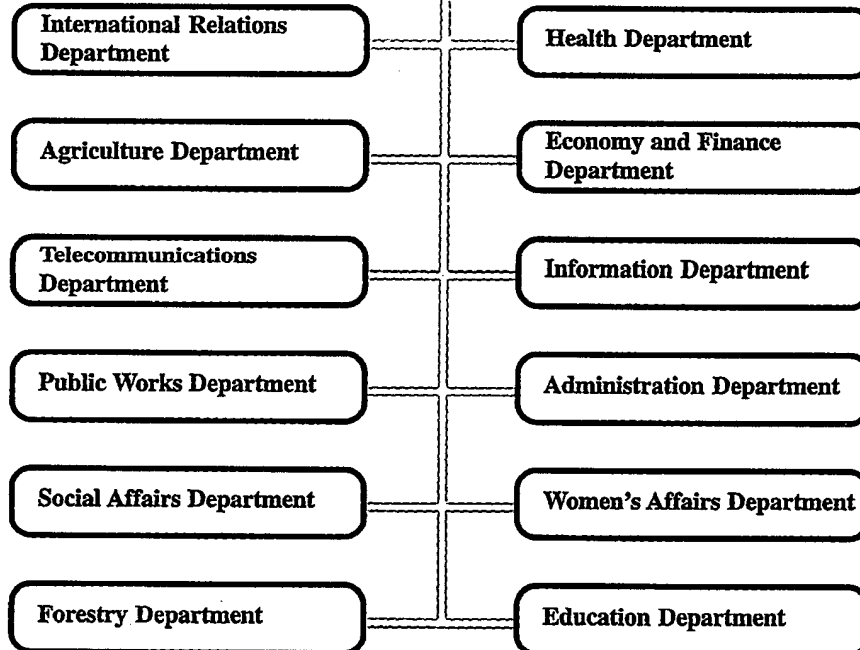 International Relations
Department
Health Department
Agriculture Department
Economy and Finance
Department
Telecommunications
Department
Information Department
Public Works Department
Administration Department
Social Affairs Department
Women's Affairs Department
Forestry Department
Education Department